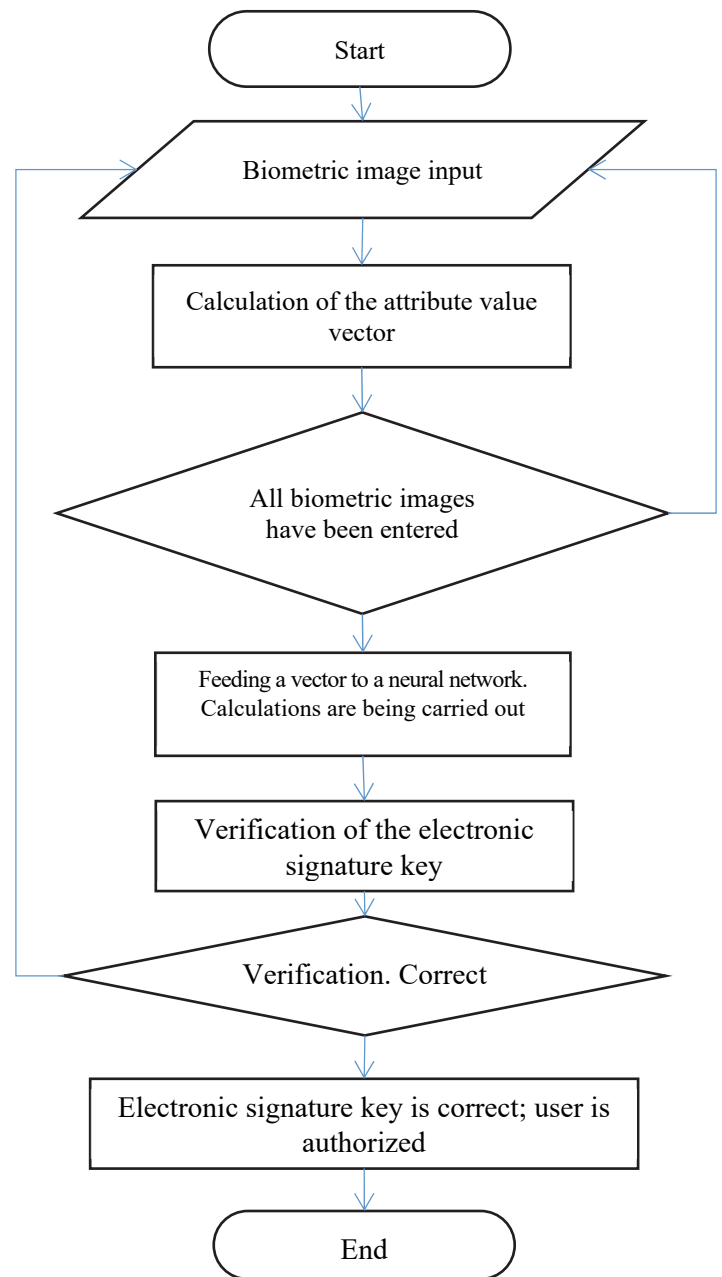 Start
Biometric image input
Calculation of the attribute value
vector
All biometric images
have been entered
Feeding a vector to a neural network.
Calculations are being carried out
Verification of the electronic
signature key
Verification. Correct
Electronic signature key is correct; user is
authorized
End